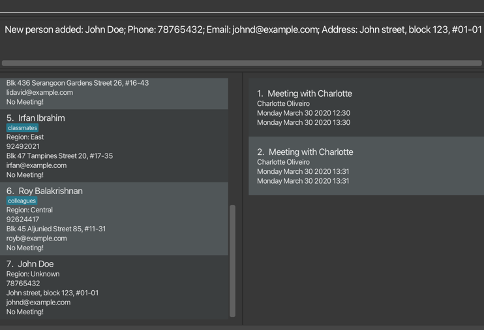 New person added: John Doe; Phone: 78765432; Email: johnd@example.com; Address: John street, block 123, #01-01
Blk 436 Serangoon Gardens Street 26, #16-43
lidavid@example.com
No Meeting!
5. Irfan Ibrahim
classmates
Region: East
92492021
Blk 47 Tampines Street 20, #17-35
irfan@example.com
No Meeting!
6. Roy Balakrishnan
colleagues
Region: Central
92624417
Blk 45 Aljunied Street 85, #11-31
royb@example.com
No Meeting!
7. John Doe
Region: Unknown
78765432
John street, block 123, #01-01
johnd@example.com
No Meeting!
1. Meeting with Charlotte
Charlotte Oliveiro
Monday March 30 2020 12:30
Monday March 30 2020 13:30
2. Meeting with Charlotte
Charlotte Oliveiro
Monday March 30 2020 13:31
Monday March 30 2020 13:31